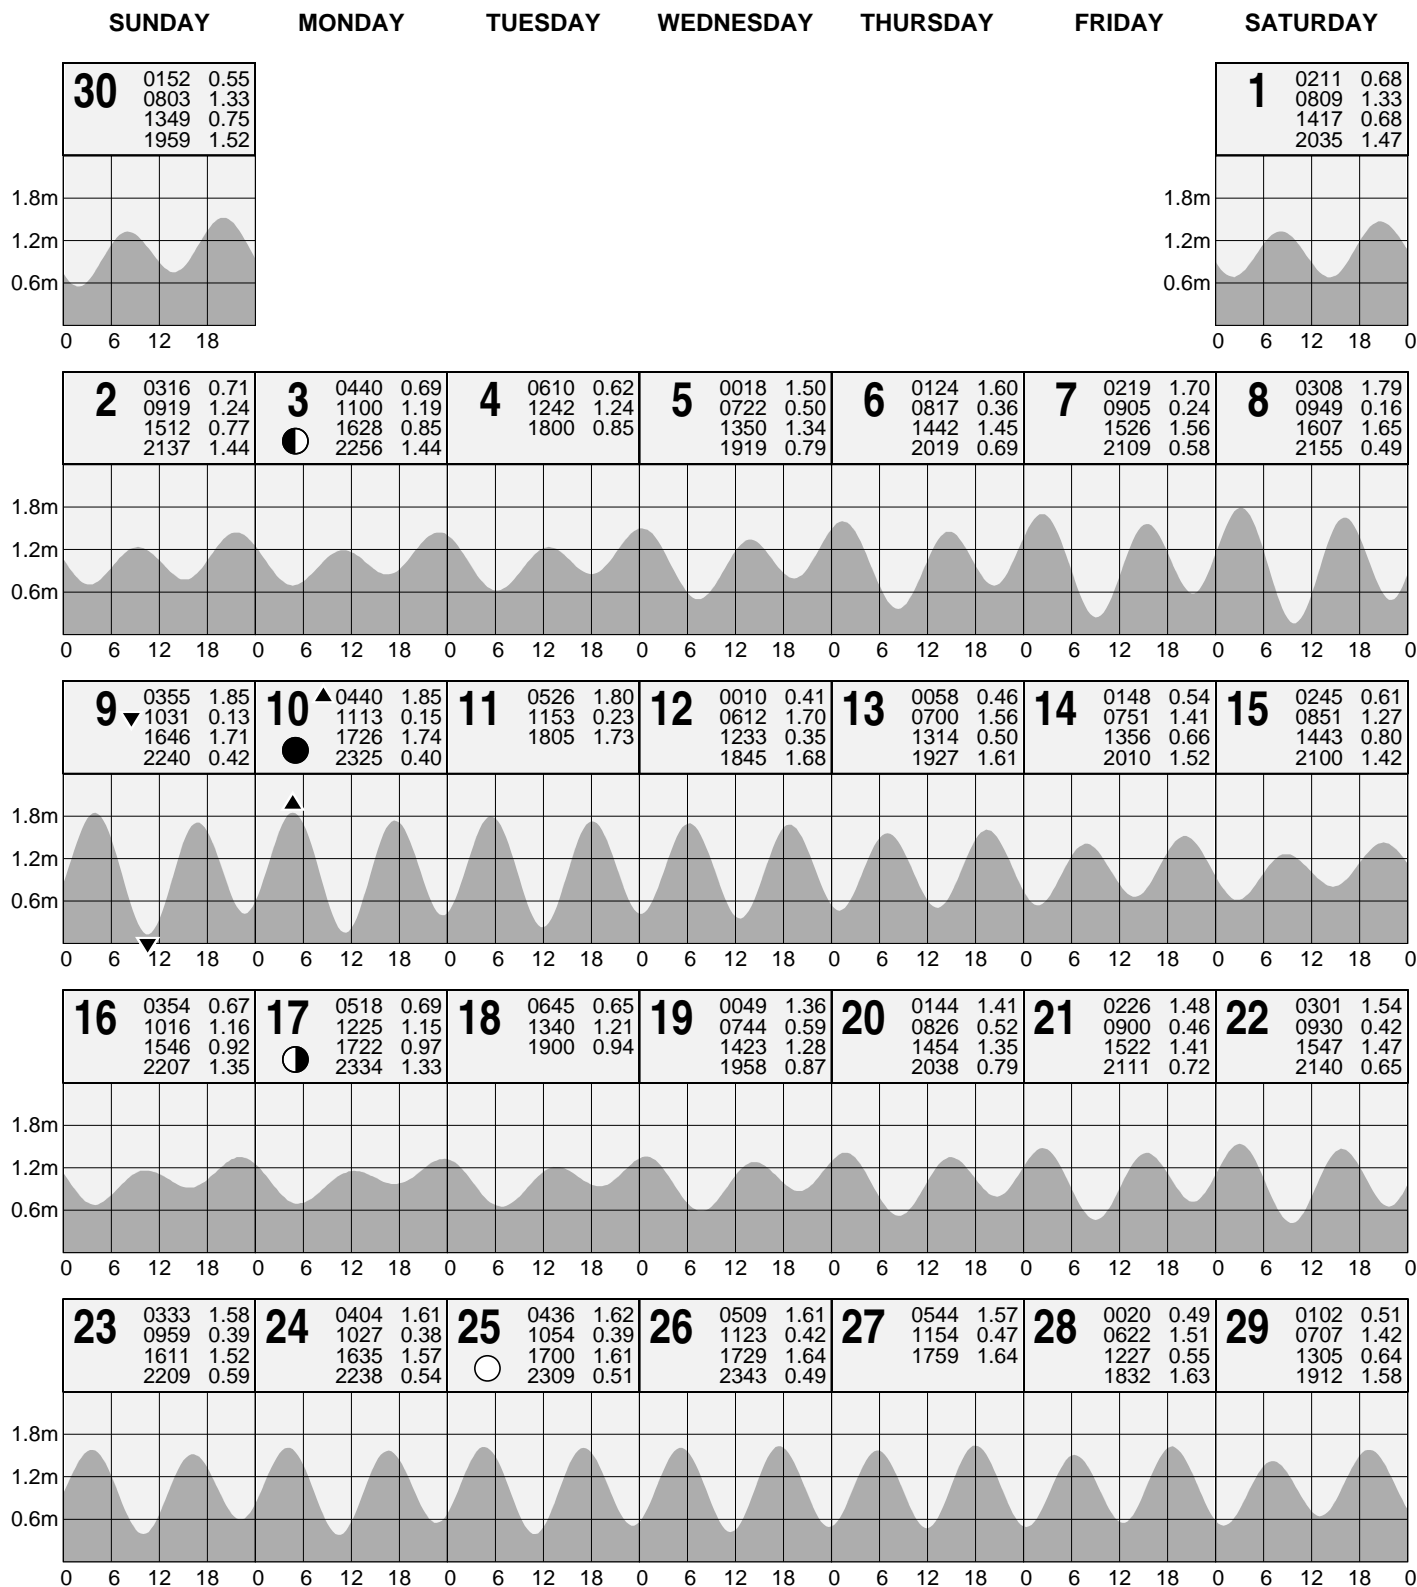 SUNDAY MONDAY TUESDAY WEDNESDAY THURSDAY FRIDAY SATURDAY
30 0152 0.55
0803 1.33
1349 0.75
1959 1.52
1 0211 0.68
0809 1.33
1417 0.68
2035 1.47
1.8m 1.8m
1.2m 1.2m
0.6m 0.6m
0 6 12 18 0 6 12 18 0
2 0316 0.71
0919 1.24
1512 0.77
2137 1.44
3 0440 0.69
1100 1.19
1628 0.85
2256 1.44
4 0610 0.62
1242 1.24
1800 0.85
5 0018 1.50
0722 0.50
1350 1.34
1919 0.79
6 0124 1.60
0817 0.36
1442 1.45
2019 0.69
7 0219 1.70
0905 0.24
1526 1.56
2109 0.58
8 0308 1.79
0949 0.16
1607 1.65
2155 0.49
1.8m
1.2m
0.6m
0 6 12 18 0 6 12 18 0 6 12 18 0 6 12 18 0 6 12 18 0 6 12 18 0 6 12 18 0
9 0355 1.85
1031 0.13
1646 1.71
2240 0.42
10 0440 1.85
1113 0.15
1726 1.74
2325 0.40
11 0526 1.80
1153 0.23
1805 1.73
12 0010 0.41
0612 1.70
1233 0.35
1845 1.68
13 0058 0.46
0700 1.56
1314 0.50
1927 1.61
14 0148 0.54
0751 1.41
1356 0.66
2010 1.52
15 0245 0.61
0851 1.27
1443 0.80
2100 1.42
1.8m
1.2m
0.6m
0 6 12 18 0 6 12 18 0 6 12 18 0 6 12 18 0 6 12 18 0 6 12 18 0 6 12 18 0
16 0354 0.67
1016 1.16
1546 0.92
2207 1.35
17 0518 0.69
1225 1.15
1722 0.97
2334 1.33
18 0645 0.65
1340 1.21
1900 0.94
19 0049 1.36
0744 0.59
1423 1.28
1958 0.87
20 0144 1.41
0826 0.52
1454 1.35
2038 0.79
21 0226 1.48
0900 0.46
1522 1.41
2111 0.72
22 0301 1.54
0930 0.42
1547 1.47
2140 0.65
1.8m
1.2m
0.6m
0 6 12 18 0 6 12 18 0 6 12 18 0 6 12 18 0 6 12 18 0 6 12 18 0 6 12 18 0
23 0333 1.58
0959 0.39
1611 1.52
2209 0.59
24 0404 1.61
1027 0.38
1635 1.57
2238 0.54
25 0436 1.62
1054 0.39
1700 1.61
2309 0.51
26 0509 1.61
1123 0.42
1729 1.64
2343 0.49
27 0544 1.57
1154 0.47
1759 1.64
28 0020 0.49
0622 1.51
1227 0.55
1832 1.63
29 0102 0.51
0707 1.42
1305 0.64
1912 1.58
1.8m
1.2m
0.6m
0 6 12 18 0 6 12 18 0 6 12 18 0 6 12 18 0 6 12 18 0 6 12 18 0 6 12 18 0